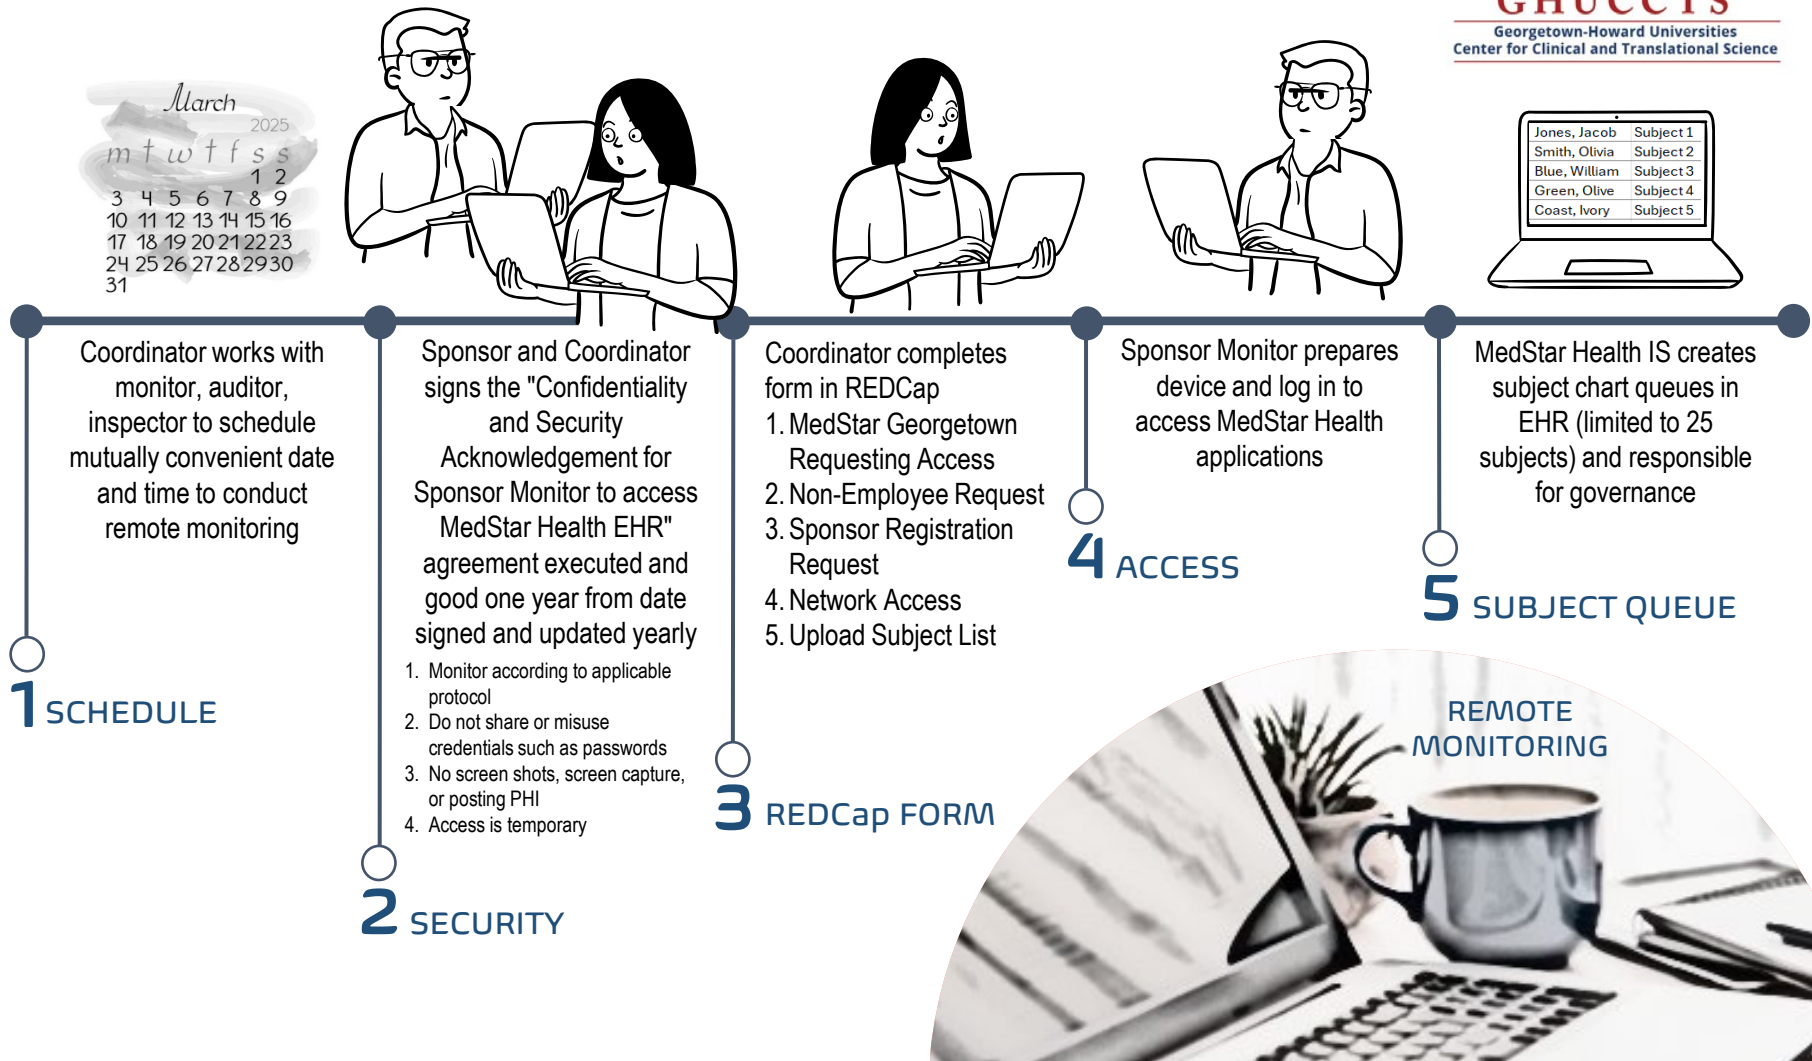 GHUCCTS
Georgetown-Howard Universities
Center for Clinical and Translational Science
March
2025
m t w t f s s
1 2
3 4 5 6 7 8 9
10 11 12 13 14 15 16
17 18 19 20 21 22 23
24 25 26 27 28 29 30
31
Jones, Jacob Subject 1
Smith, Olivia Subject 2
Blue, William Subject 3
Green, Olive Subject 4
Coast, Ivory Subject 5
Coordinator works with
monitor, auditor,
inspector to schedule
mutually convenient date
and time to conduct
remote monitoring
1 SCHEDULE
Sponsor and Coordinator
signs the "Confidentiality
and Security
Acknowledgement for
Sponsor Monitor to access
MedStar Health EHR"
agreement executed and
good one year from date
signed and updated yearly
1. Monitor according to applicable
protocol
2. Do not share or misuse
credentials such as passwords
3. No screen shots, screen capture,
or posting PHI
4. Access is temporary
2 SECURITY
Coordinator completes
form in REDCap
1. MedStar Georgetown
Requesting Access
2. Non-Employee Request
3. Sponsor Registration
Request
4. Network Access
5. Upload Subject List
3 REDCap FORM
Sponsor Monitor prepares
device and log in to
access MedStar Health
applications
4 ACCESS
MedStar Health IS creates
subject chart queues in
EHR (limited to 25
subjects) and responsible
for governance
5 SUBJECT QUEUE
REMOTE
MONITORING